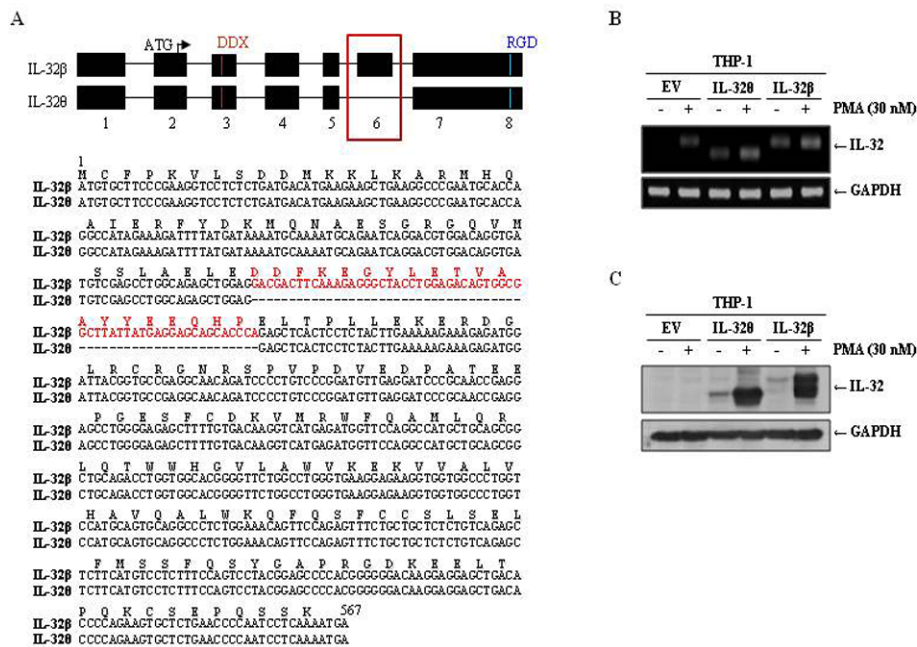 A
ATG
DDX
RGD
IL-32β
IL-32θ
1 2 3 4 5 6 7 8
1
M C F P K V L S D D M K K L K A R M H Q
IL-32β ATGTGCTTCCCGAAGGTCCTCTCTGATGACATGAAGAAGCTGAAGGCCCGAATGCACCA
IL-32θ ATGTGCTTCCCGAAGGTCCTCTCTGATGACATGAAGAAGCTGAAGGCCCGAATGCACCA
A I E R F Y D K M Q N A E S G R G Q V M
IL-32β GGCCATAGAAAGATTTTATGATAAAATGCAAAATGCAGAATCAGGACGTGGACAGGTGA
IL-32θ GGCCATAGAAAGATTTTATGATAAAATGCAAAATGCAGAATCAGGACGTGGACAGGTGA
S S L A E L E D D F K E G Y L E T V A
IL-32β TGTCGAGCCTGGCAGAGCTGGAGGACGACTTCAAAGAGGGCTACCTGGAGACAGTGGCG
IL-32θ TGTCGAGCCTGGCAGAGCTGGAG------------------------------------
A Y Y E E Q H P E L T P L L E K E R D G
IL-32β GCTTATTATGAGGAGCAGCACCCAGAGCTCACTCCTCTACTTGAAAAAGAAAGAGATGG
IL-32θ ------------------------GAGCTCACTCCTCTACTTGAAAAAGAAAGAGATGG
L R C R G N R S P V P D V E D P A T E E
IL-32β ATTACGGTGCCGAGGCAACAGATCCCCTGTCCCGGATGTTGAGGATCCCGCAACCGAGG
IL-32θ ATTACGGTGCCGAGGCAACAGATCCCCTGTCCCGGATGTTGAGGATCCCGCAACCGAGG
P G E S F C D K V M R W F Q A M L Q R
IL-32β AGCCTGGGGAGAGCTTTTGTGACAAGGTCATGAGATGGTTCCAGGCCATGCTGCAGCGG
IL-32θ AGCCTGGGGAGAGCTTTTGTGACAAGGTCATGAGATGGTTCCAGGCCATGCTGCAGCGG
L Q T W W H G V L A W V K E K V V A L V
IL-32β CTGCAGACCTGGTGGCACGGGGTTCTGGCCTGGGTGAAGGAGAAGGTGGTGGCCCTGGT
IL-32θ CTGCAGACCTGGTGGCACGGGGTTCTGGCCTGGGTGAAGGAGAAGGTGGTGGCCCTGGT
H A V Q A L W K Q F Q S F C C S L S E L
IL-32β CCATGCAGTGCAGGCCCTCTGGAAACAGTTCCAGAGTTTCTGCTGCTCTCTGTCAGAGC
IL-32θ CCATGCAGTGCAGGCCCTCTGGAAACAGTTCCAGAGTTTCTGCTGCTCTCTGTCAGAGC
F M S S F Q S Y G A P R G D K E E L T
IL-32β TCTTCATGTCCTCTTTCCAGTCCTACGGAGCCCCACGGGGGGACAAGGAGGAGCTGACA
IL-32θ TCTTCATGTCCTCTTTCCAGTCCTACGGAGCCCCACGGGGGGACAAGGAGGAGCTGACA
P Q K C S E P Q S S K 567
IL-32β CCCCAGAAGTGCTCTGAACCCCAATCCTCAAAATGA
IL-32θ CCCCAGAAGTGCTCTGAACCCCAATCCTCAAAATGA
B
THP-1
EV IL-32θ IL-32β
- + - + - + PMA (30 nM)
← IL-32
← GAPDH
C
THP-1
EV IL-32θ IL-32β
- + - + - + PMA (30 nM)
← IL-32
← GAPDH